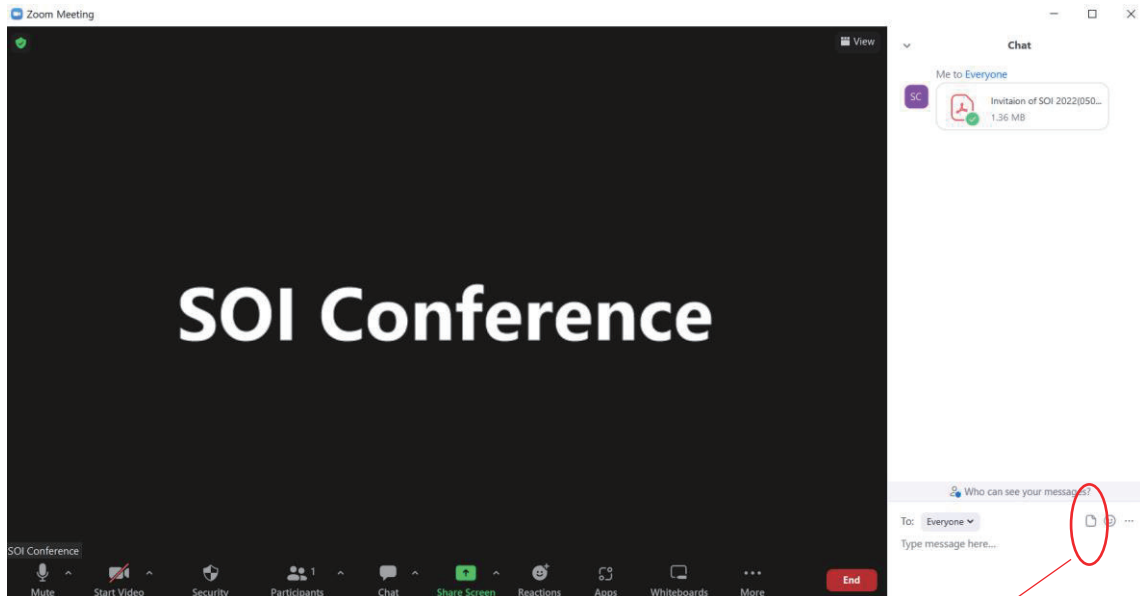 Zoom Meeting
View
Chat
Me to Everyone
SC
Invitaion of SOI 2022(050...
1.36 MB
SOI Conference
Who can see your messages?
To: Everyone
Type message here...
SOI Conference
1
Mute
Start Video
Security
Participants
Chat
Share Screen
Reactions
Apps
Whiteboards
More
End